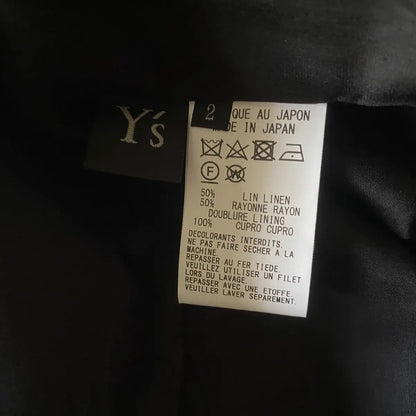 Y's
2
QUE AU JAPON
DE IN JAPAN
F
W
50% LIN LINEN
50% RAYONNE RAYON
DOUBLURE LINING
100% CUPRO CUPRO
DECOLORANTS INTERDITS.
NE PAS FAIRE SECHER A LA
MACHINE.
REPASSER AU FER TIEDE.
VEUILLEZ UTILISER UN FILET
LORS DU LAVAGE.
REPASSER AVEC UNE ETOFFE.
VEUILLER LAVER SEPAREMENT.